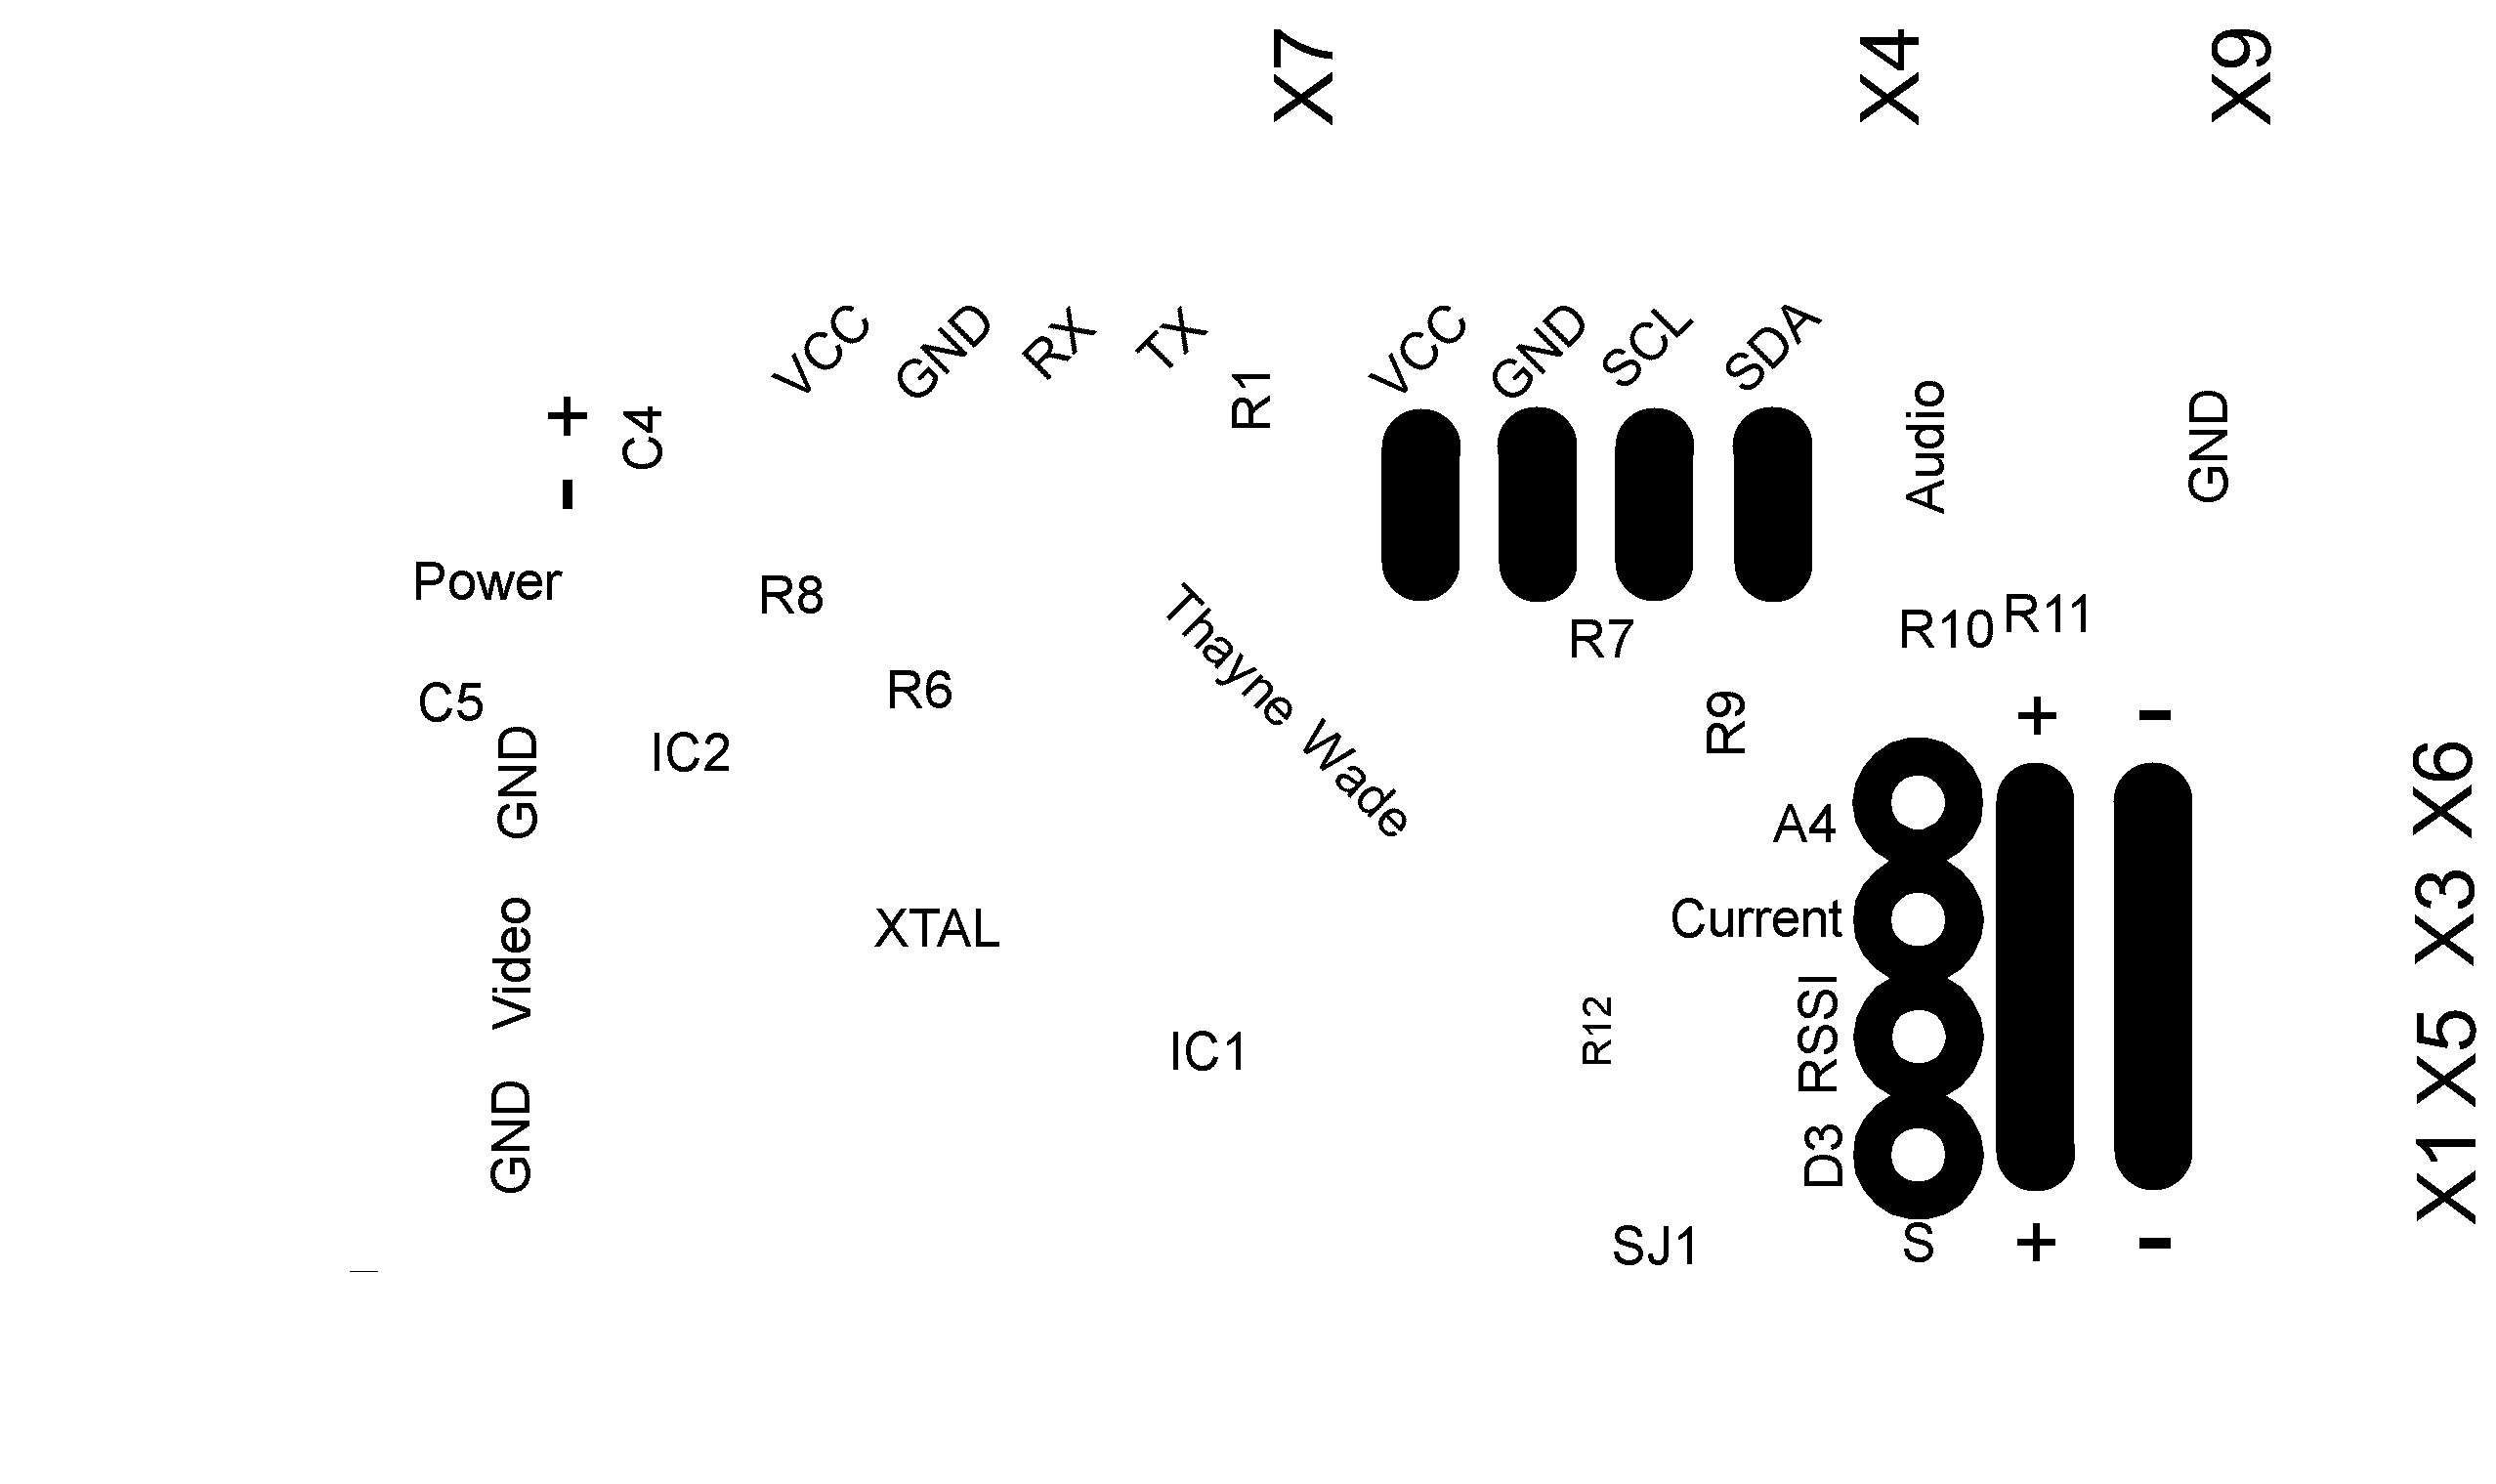 X7
X4
X9
VCC
GND
RX
TX
VCC
GND
SCL
SDA
R1
+
C4
-
Audio
GND
Power
R8
Thayne Wade
R7
R10
R11
C5
R6
R9
+
-
GND
IC2
X6
A4
Video
XTAL
Current
X3
R12
RSSI
IC1
X5
GND
D3
X1
SJ1
S
+
-